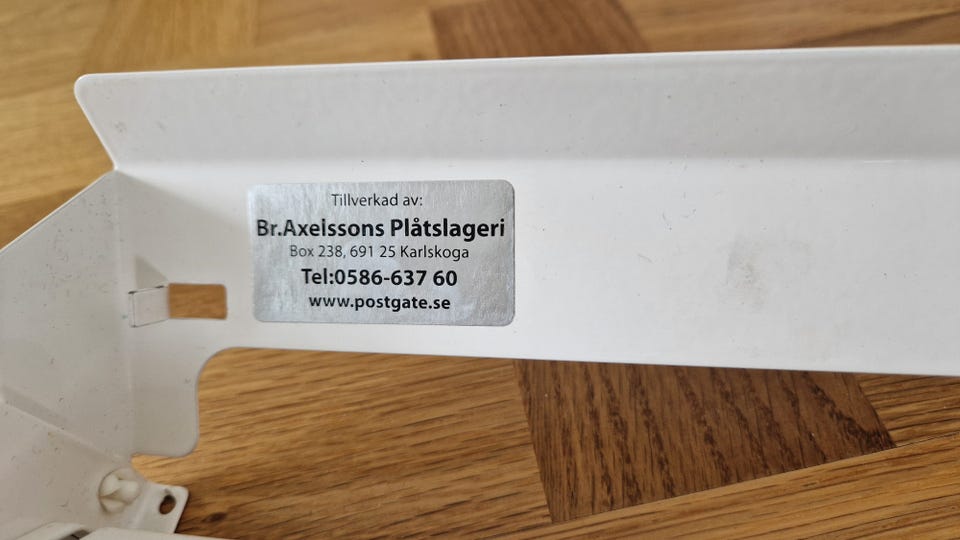 Tillverkad av:
Br.Axelssons Plåtslageri
Box 238, 691 25 Karlskoga
Tel:0586-637 60
www.postgate.se